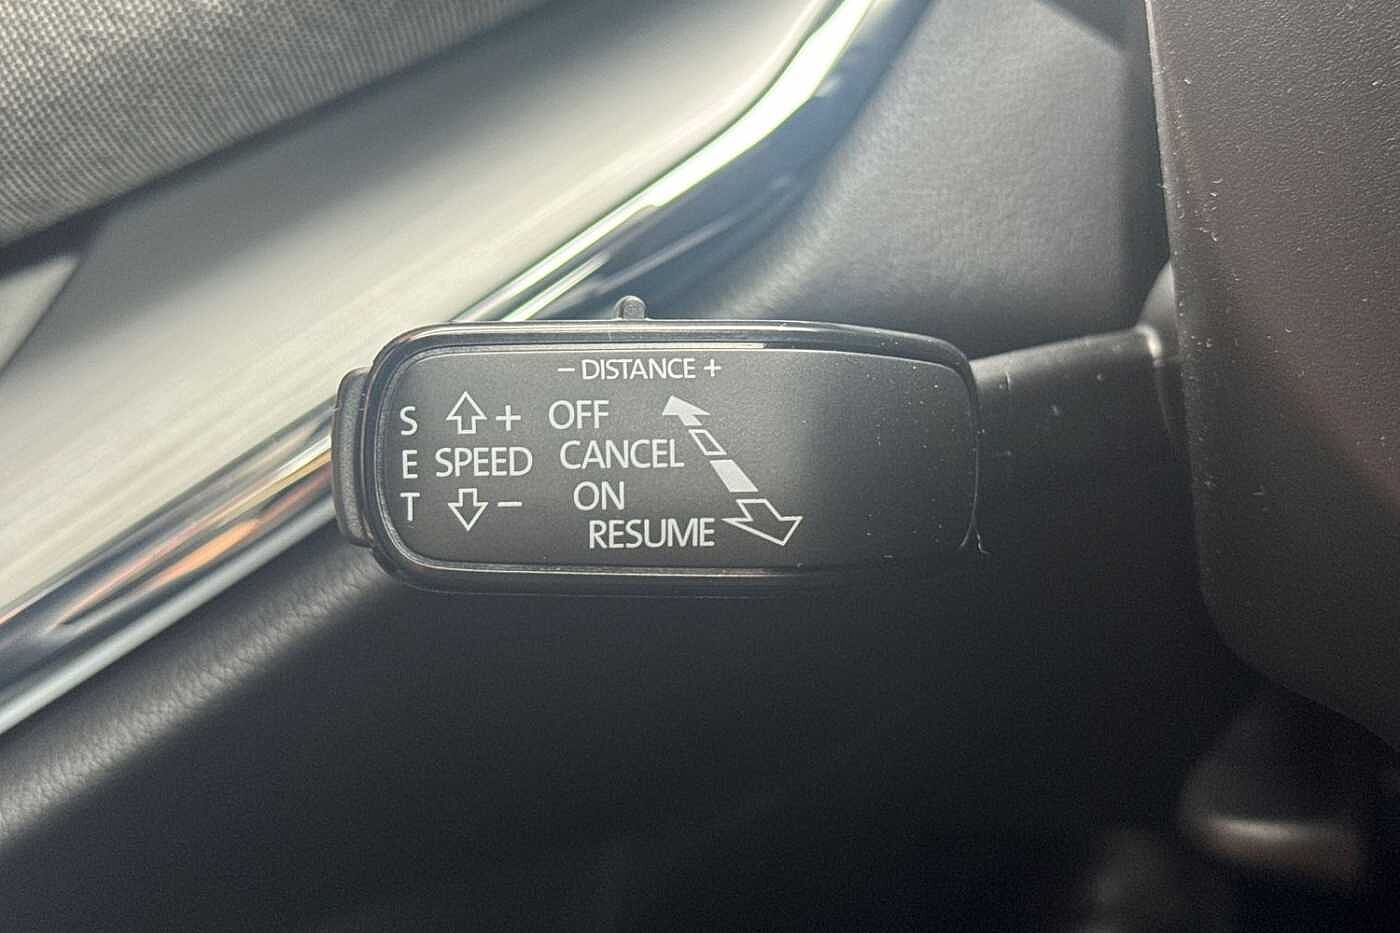 − DISTANCE +
S + OFF
E SPEED CANCEL
T − ON
RESUME